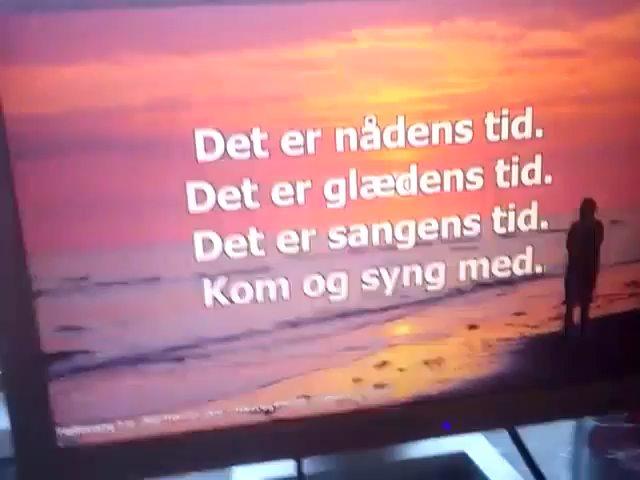 Det er nådens tid.
Det er glædens tid.
Det er sangens tid.
Kom og syng med.